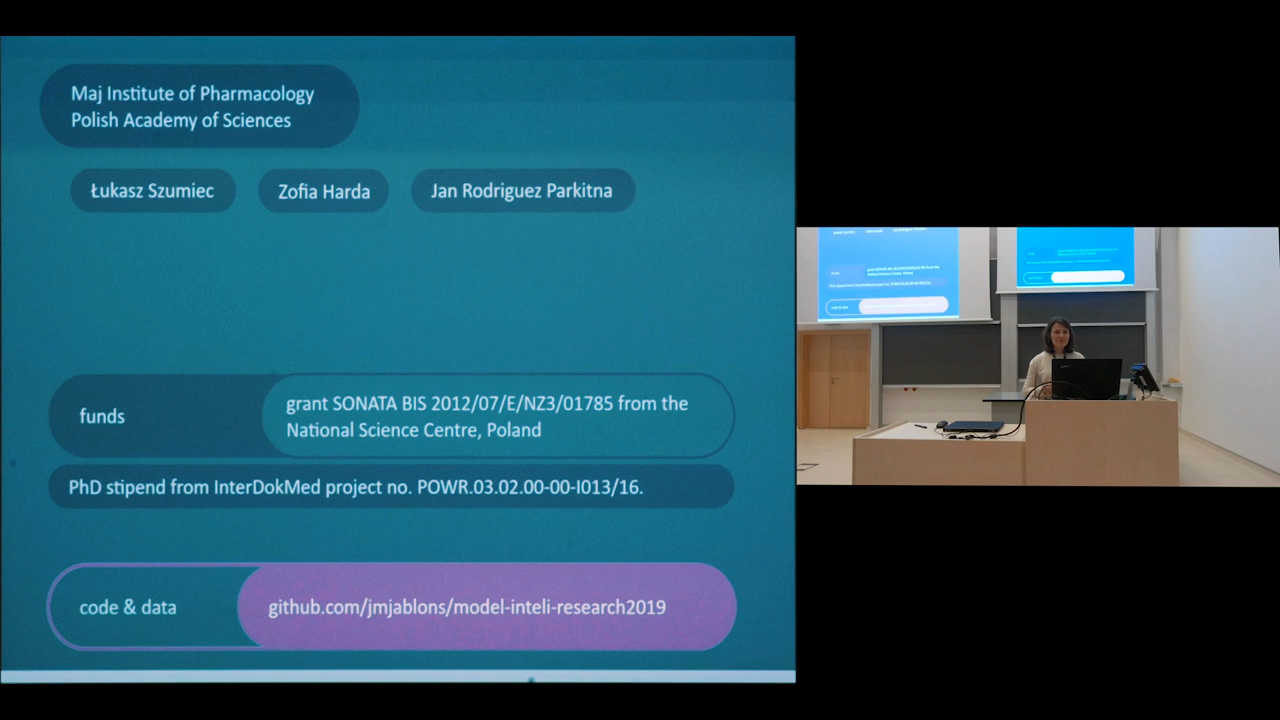 Maj Institute of Pharmacology
Polish Academy of Sciences
Łukasz Szumiec
Zofia Harda
Jan Rodriguez Parkitna
funds
grant SONATA BIS 2012/07/E/NZ3/01785 from the
National Science Centre, Poland
PhD stipend from InterDokMed project no. POWR.03.02.00-00-I013/16.
code & data
github.com/jmjablons/model-inteli-research2019